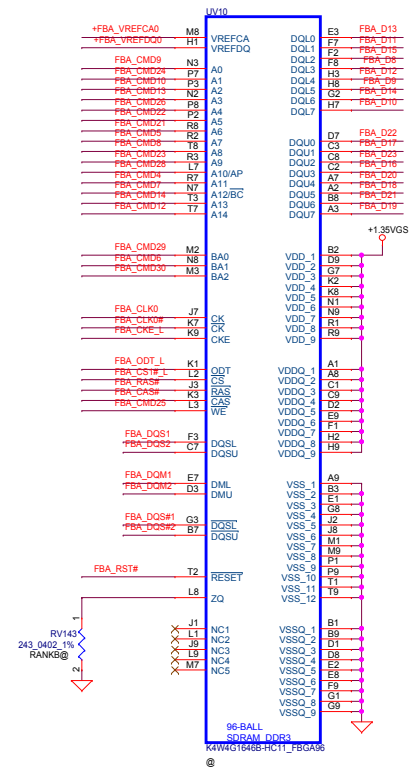 UV10
+FBA_VREFCA0 M8 VREFCA DQL0 E3 FBA_D13
+FBA_VREFDQ0 H1 VREFDQ DQL1 F7 FBA_D11
DQL2 F2 FBA_D15
FBA_CMD9 N3 A0 DQL3 F8 FBA_D8
FBA_CMD24 P7 A1 DQL4 H3 FBA_D12
FBA_CMD10 P3 A2 DQL5 H8 FBA_D9
FBA_CMD13 N2 A3 DQL6 G2 FBA_D14
FBA_CMD26 P8 A4 DQL7 H7 FBA_D10
FBA_CMD22 P2 A5
FBA_CMD21 R8 A6
FBA_CMD5 R2 A7 DQU0 D7 FBA_D22
FBA_CMD8 T8 A8 DQU1 C3 FBA_D17
FBA_CMD23 R3 A9 DQU2 C8 FBA_D23
FBA_CMD28 L7 A10/AP DQU3 C2 FBA_D16
FBA_CMD4 R7 A11 DQU4 A7 FBA_D20
FBA_CMD7 N7 A12/BC DQU5 A2 FBA_D18
FBA_CMD14 T3 A13 DQU6 B8 FBA_D21
FBA_CMD12 T7 A14 DQU7 A3 FBA_D19
+1.35VGS
FBA_CMD29 M2 BA0 VDD_1 B2
FBA_CMD6 N8 BA1 VDD_2 D9
FBA_CMD30 M3 BA2 VDD_3 G7
VDD_4 K2
VDD_5 K8
VDD_6 N1
FBA_CLK0 J7 CK VDD_7 N9
FBA_CLK0# K7 CK VDD_8 R1
FBA_CKE_L K9 CKE VDD_9 R9
FBA_ODT_L K1 ODT VDDQ_1 A1
FBA_CS1#_L L2 CS VDDQ_2 A8
FBA_RAS# J3 RAS VDDQ_3 C1
FBA_CAS# K3 CAS VDDQ_4 C9
FBA_CMD25 L3 WE VDDQ_5 D2
VDDQ_6 E9
VDDQ_7 F1
FBA_DQS1 F3 DQSL VDDQ_8 H2
FBA_DQS2 C7 DQSU VDDQ_9 H9
FBA_DQM1 E7 DML VSS_1 A9
FBA_DQM2 D3 DMU VSS_2 B3
VSS_3 E1
VSS_4 G8
FBA_DQS#1 G3 DQSL VSS_5 J2
FBA_DQS#2 B7 DQSU VSS_6 J8
VSS_7 M1
VSS_8 M9
VSS_9 P1
FBA_RST# T2 RESET VSS_10 P9
VSS_11 T1
L8 ZQ VSS_12 T9
1
RV143
243_0402_1%
RANKB@
2
J1 NC1 VSSQ_1 B1
L1 NC2 VSSQ_2 B9
J9 NC3 VSSQ_3 D1
L9 NC4 VSSQ_4 D8
M7 NC5 VSSQ_5 E2
VSSQ_6 E8
VSSQ_7 F9
VSSQ_8 G1
VSSQ_9 G9
96-BALL
SDRAM_DDR3
K4W4G1646B-HC11_FBGA96
@